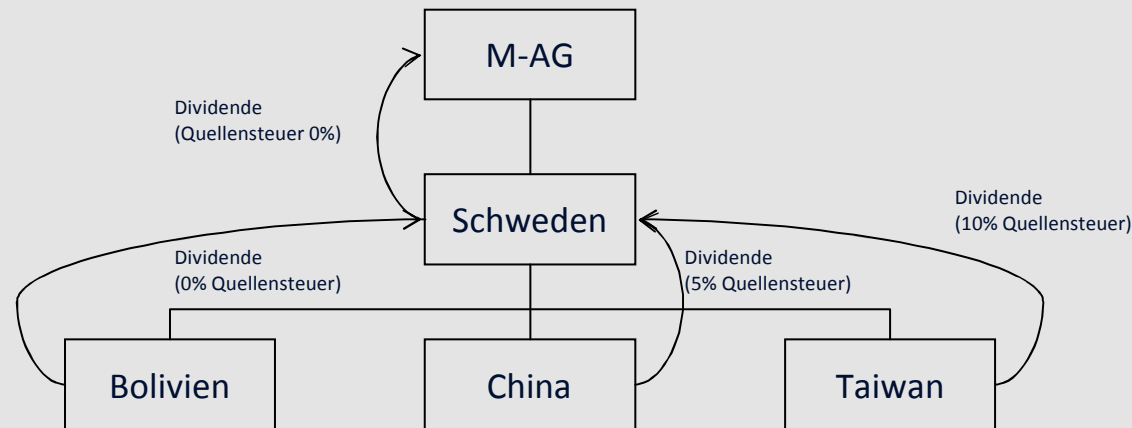 M-AG
Dividende
(Quellensteuer 0%)
Schweden
Dividende
(10% Quellensteuer)
Dividende
(0% Quellensteuer)
Dividende
(5% Quellensteuer)
Bolivien
China
Taiwan